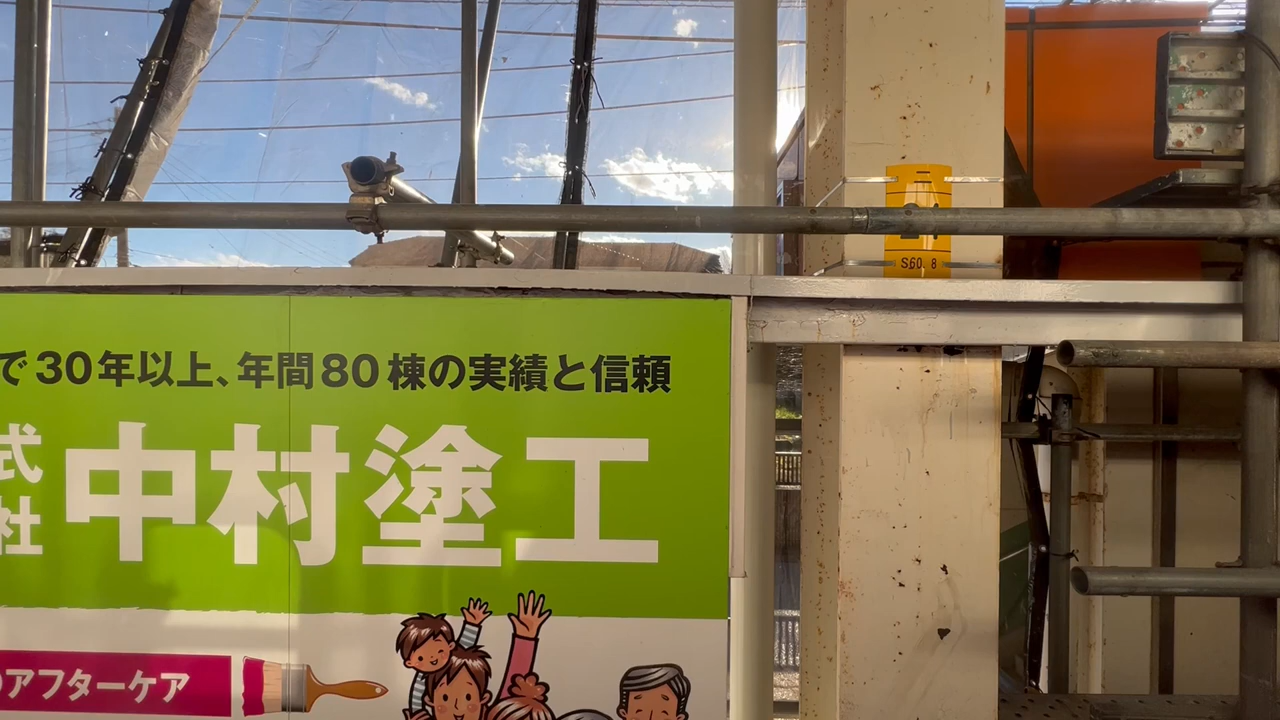 で30年以上、年間80棟の実績と信頼
式
社
中村塗工
のアフターケア
S60. 8